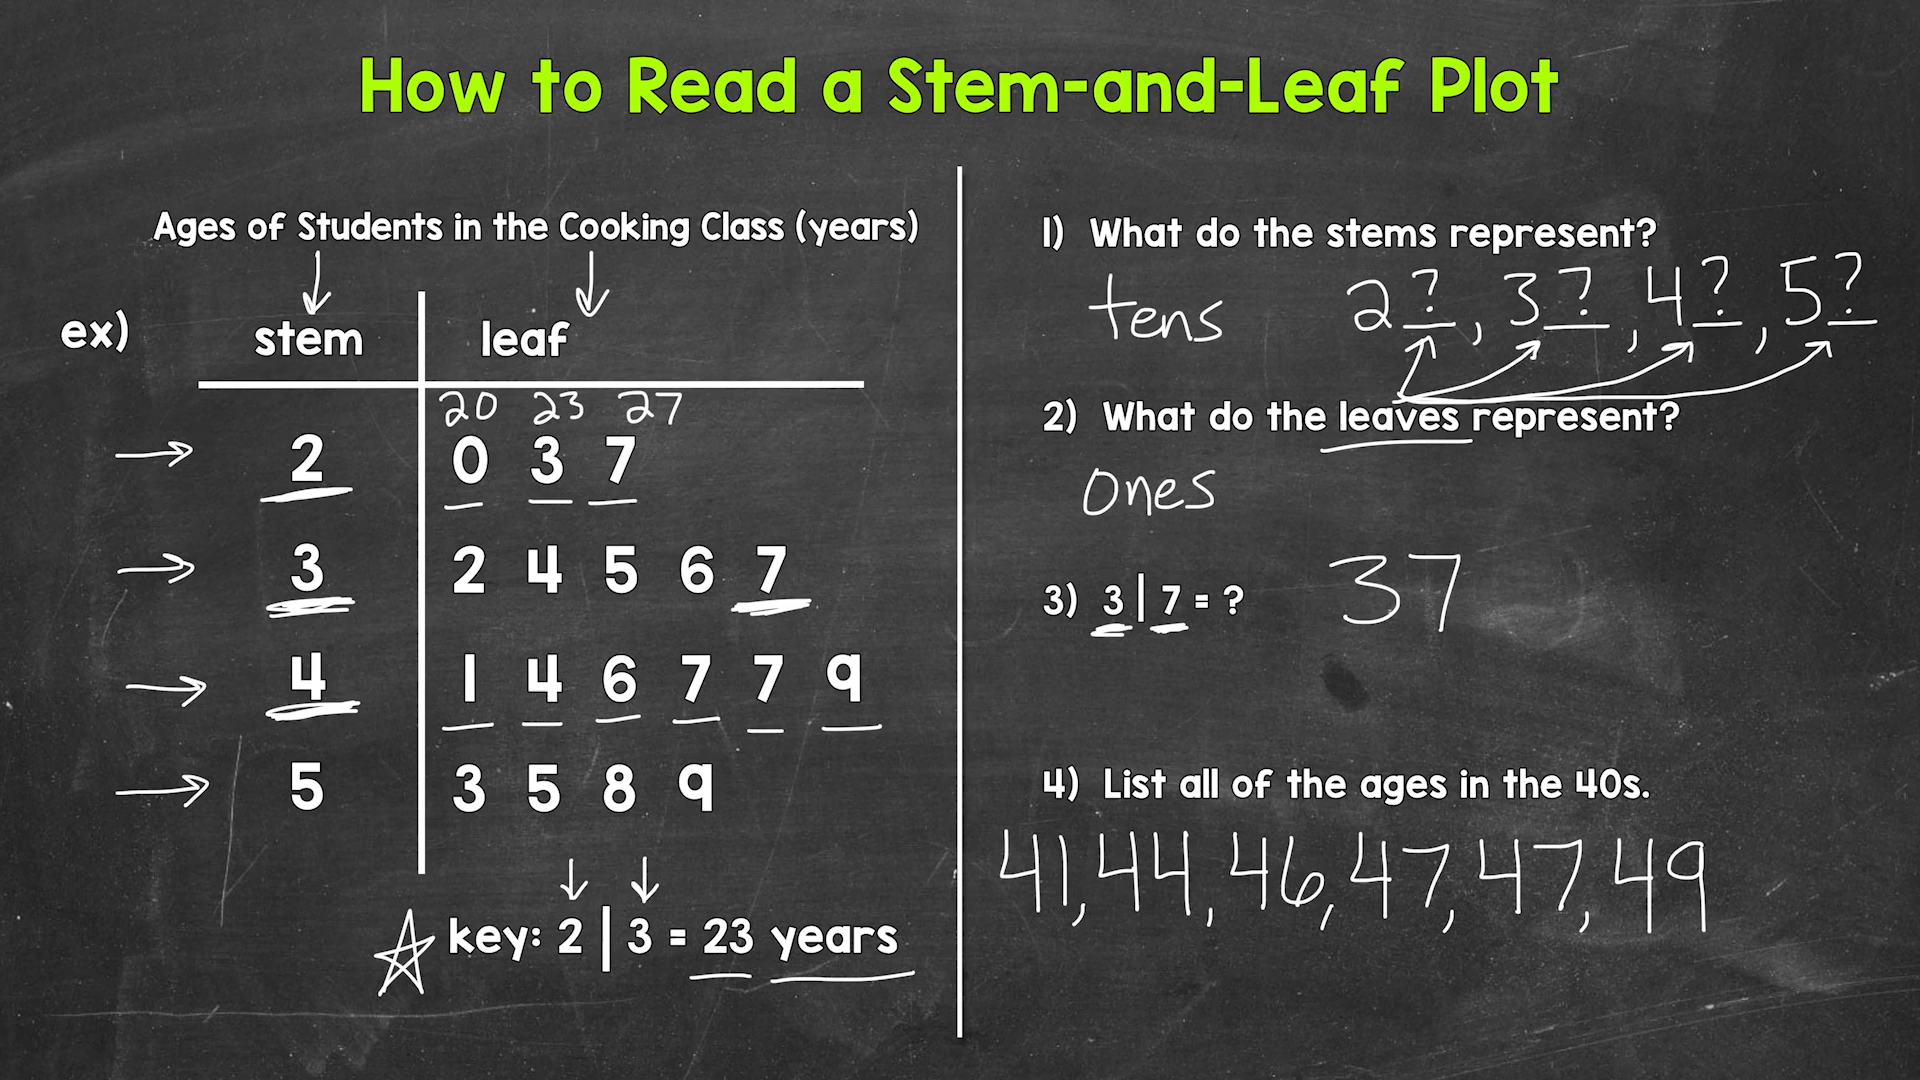 How to Read a Stem-and-Leaf Plot
Ages of Students in the Cooking Class (years)
ex) stem leaf
20 23 27
2 0 3 7
3 2 4 5 6 7
4 1 4 6 7 7 9
5 3 5 8 9
key: 2 | 3 = 23 years
1) What do the stems represent?
tens 2?, 3?, 4?, 5?
2) What do the leaves represent?
ones
3) 3 | 7 = ? 37
4) List all of the ages in the 40s.
41, 44, 46, 47, 47, 49